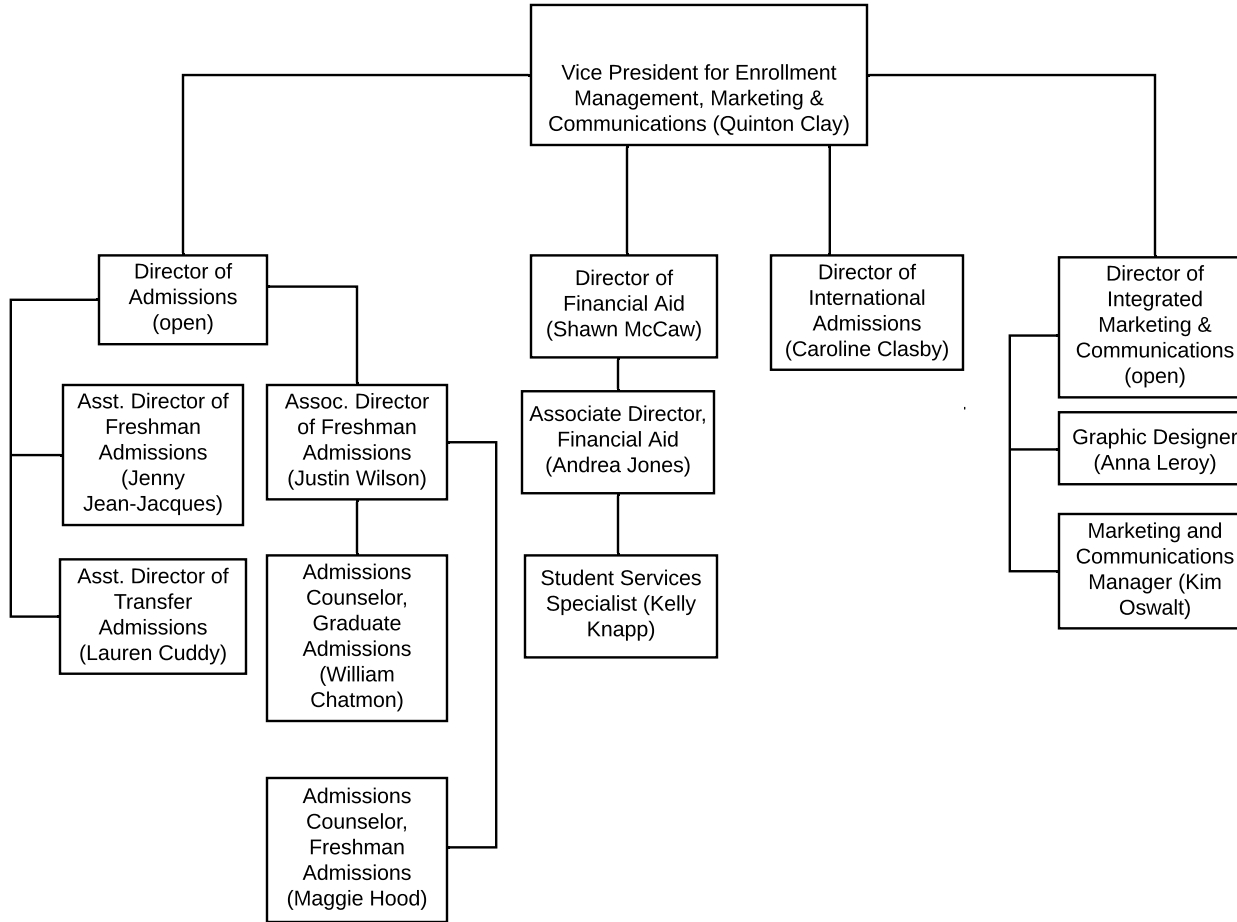 Vice President for Enrollment
Management, Marketing &
Communications (Quinton Clay)
Director of
Admissions
(open)
Director of
Financial Aid
(Shawn McCaw)
Director of
International
Admissions
(Caroline Clasby)
Director of
Integrated
Marketing &
Communications
(open)
Asst. Director of
Freshman
Admissions
(Jenny
Jean-Jacques)
Assoc. Director
of Freshman
Admissions
(Justin Wilson)
Associate Director,
Financial Aid
(Andrea Jones)
Graphic Designer
(Anna Leroy)
Asst. Director of
Transfer
Admissions
(Lauren Cuddy)
Admissions
Counselor,
Graduate
Admissions
(William
Chatmon)
Student Services
Specialist (Kelly
Knapp)
Marketing and
Communications
Manager (Kim
Oswalt)
Admissions
Counselor,
Freshman
Admissions
(Maggie Hood)